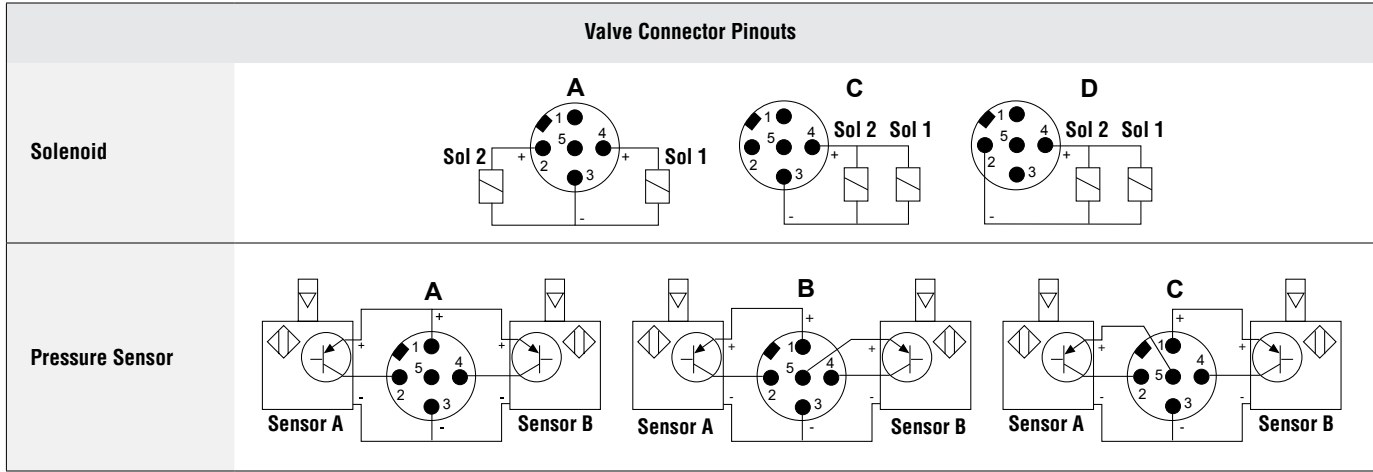 Valve Connector Pinouts
Solenoid
A
C
D
1
2
3
4
5
Sol 2
+
+
Sol 1
-
1
2
3
4
5
Sol 2
Sol 1
+
-
1
2
3
4
5
Sol 2
Sol 1
+
-
Pressure Sensor
A
+
+
+
1
2
3
4
5
-
-
-
Sensor A
Sensor B
B
+
+
+
1
2
3
4
5
-
-
-
Sensor A
Sensor B
C
+
+
+
1
2
3
4
5
-
-
-
Sensor A
Sensor B